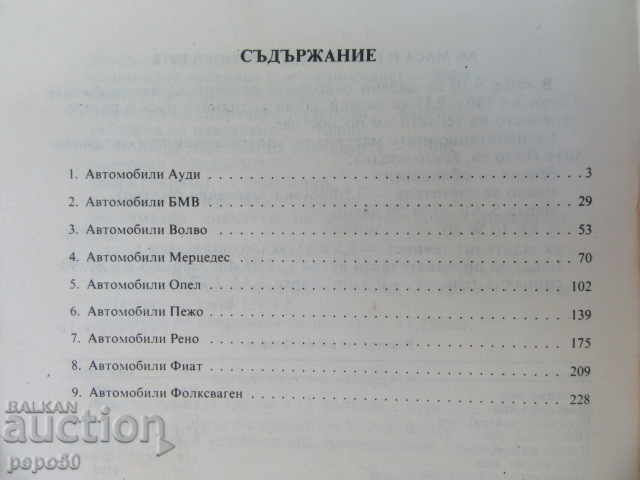 СЪДЪРЖАНИЕ
1. Автомобили Ауди . . . . . . . . . . . . . . . . . . . . . . . . . . . . . . 3
2. Автомобили БМВ . . . . . . . . . . . . . . . . . . . . . . . . . . . . . . 29
3. Автомобили Волво . . . . . . . . . . . . . . . . . . . . . . . . . . . . . . 53
4. Автомобили Мерцедес . . . . . . . . . . . . . . . . . . . . . . . . . . . . 70
5. Автомобили Опел . . . . . . . . . . . . . . . . . . . . . . . . . . . . . . 102
6. Автомобили Пежо . . . . . . . . . . . . . . . . . . . . . . . . . . . . . . 139
7. Автомобили Рено . . . . . . . . . . . . . . . . . . . . . . . . . . . . . . 175
8. Автомобили Фиат . . . . . . . . . . . . . . . . . . . . . . . . . . . . . . 209
9. Автомобили Фолксваген . . . . . . . . . . . . . . . . . . . . . . . . . . . 228
BALKAN
auction
papo50